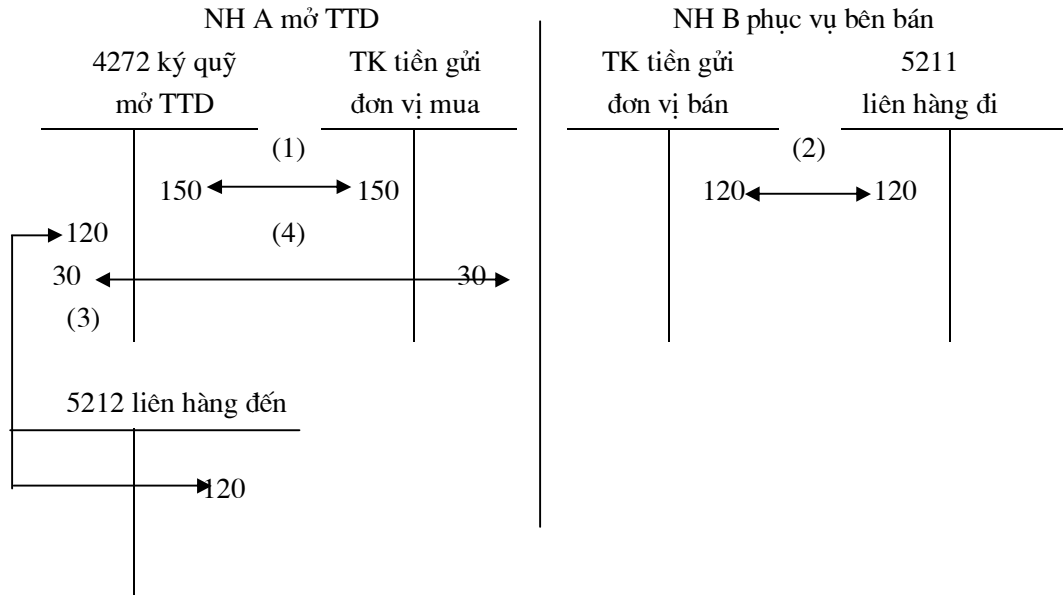 NH A mở TTD
NH B phục vụ bên bán
4272 ký quỹ
mở TTD
TK tiền gửi
đơn vị mua
TK tiền gửi
đơn vị bán
5211
liên hàng đi
(1)
(2)
150
150
120
120
120
(4)
30
30
(3)
5212 liên hàng đến
120